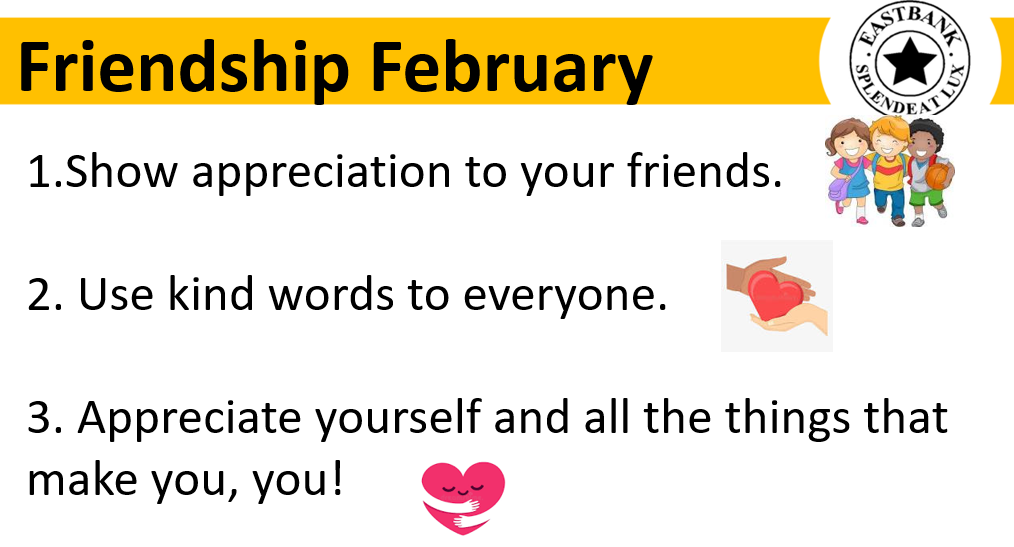 Friendship February
EASTBANK
SPLENDEAT LUX
1.Show appreciation to your friends.
2. Use kind words to everyone.
3. Appreciate yourself and all the things that
make you, you!